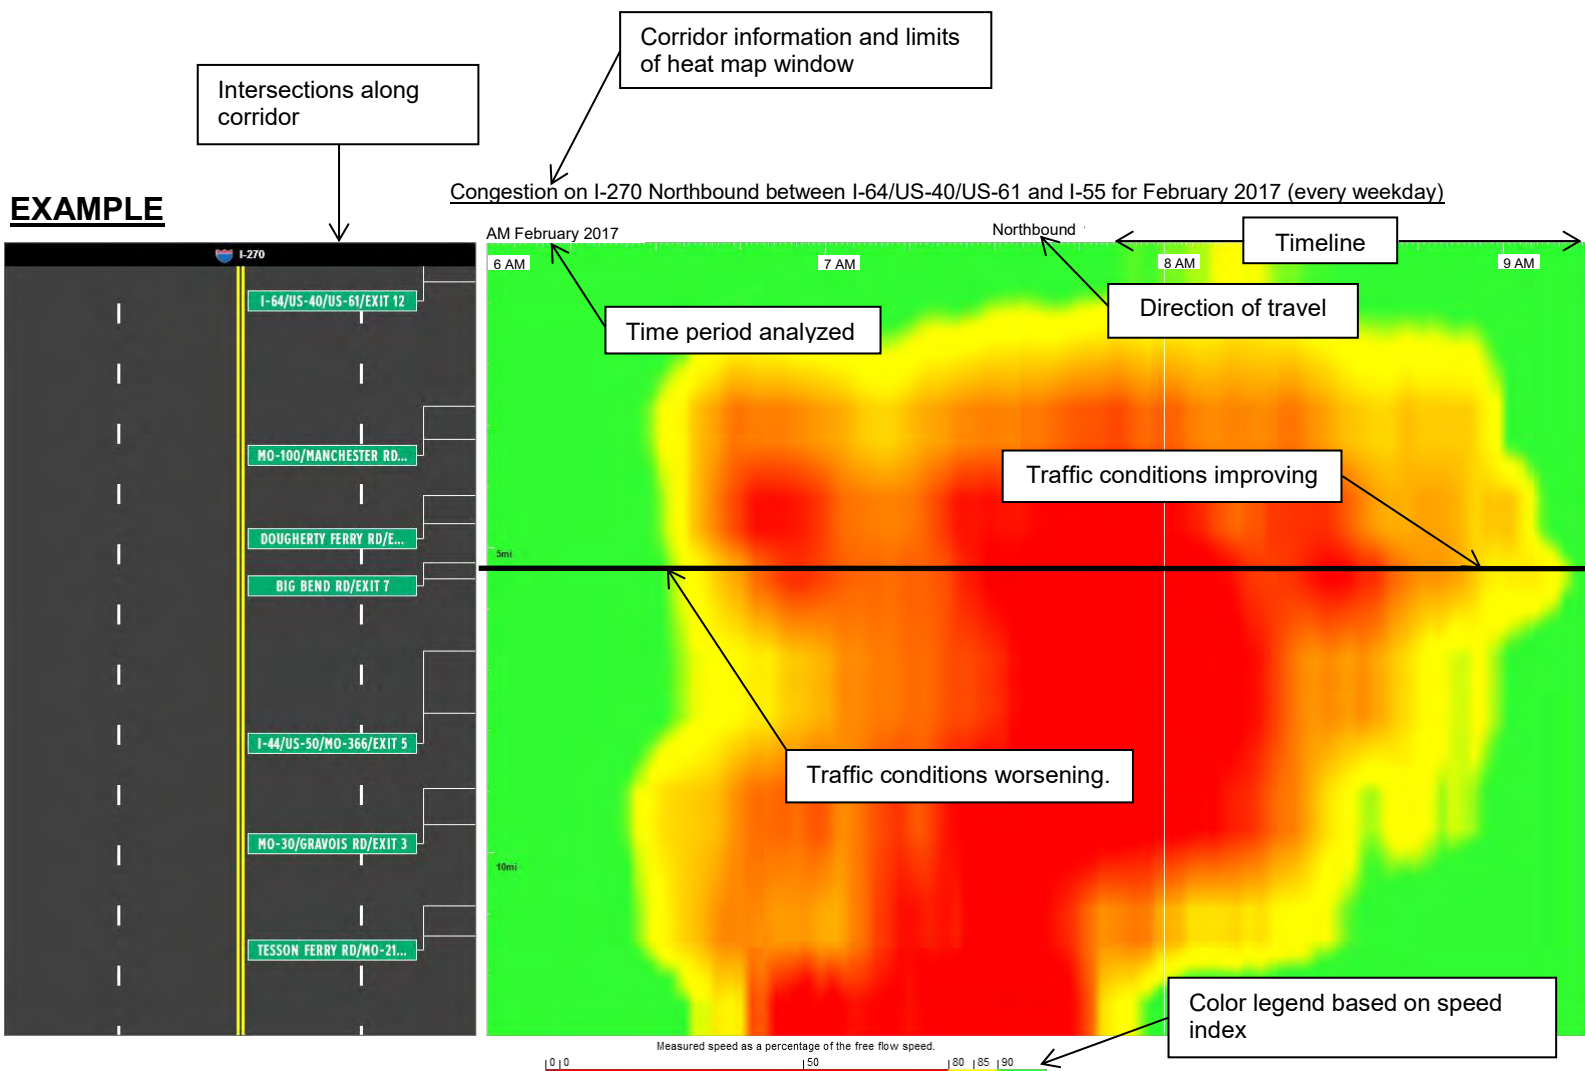 Corridor information and limits
of heat map window
Intersections along
corridor
EXAMPLE
Congestion on I-270 Northbound between I-64/US-40/US-61 and I-55 for February 2017 (every weekday)
AM February 2017
Northbound
Timeline
I-270
6 AM
7 AM
8 AM
9 AM
I-64/US-40/US-61/EXIT 12
Time period analyzed
Direction of travel
MO-100/MANCHESTER RD...
Traffic conditions improving
DOUGHERTY FERRY RD/E...
5mi
BIG BEND RD/EXIT 7
I-44/US-50/MO-366/EXIT 5
Traffic conditions worsening.
MO-30/GRAVOIS RD/EXIT 3
10mi
TESSON FERRY RD/MO-21...
Color legend based on speed
index
Measured speed as a percentage of the free flow speed.
0 0 50 80 85 90